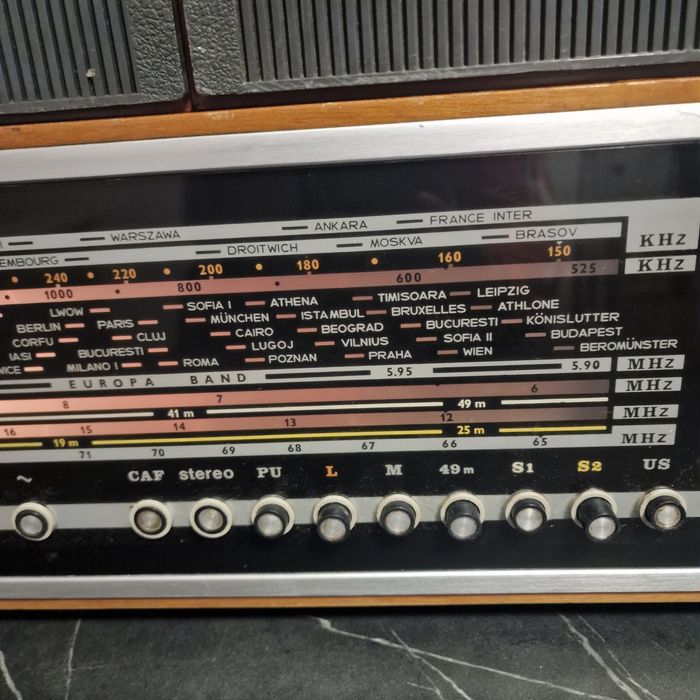 WARSZAWA ANKARA FRANCE INTER
DROITWICH MOSKVA BRASOV KHz
240 220 200 180 160 150
1000 800 600 525 KHz
LWOW SOFIA I ATHENA TIMISOARA LEIPZIG
BERLIN PARIS MÜNCHEN ISTAMBUL BRUXELLES ATHLONE
CORFU CLUJ CAIRO BEOGRAD BUCURESTI KÖNISLUTTER
IASI BUCURESTI LUGOJ VILNIUS SOFIA II BUDAPEST
MILANO I ROMA POZNAN PRAHA WIEN BEROMÜNSTER
EUROPA BAND 5.95 5.90 MHz
8 7 6 MHz
41 m 49 m
16 15 14 13 12 MHz
19 m 25 m
71 70 69 68 67 66 65 MHz
~ CAF stereo PU L M 49m S1 S2 US